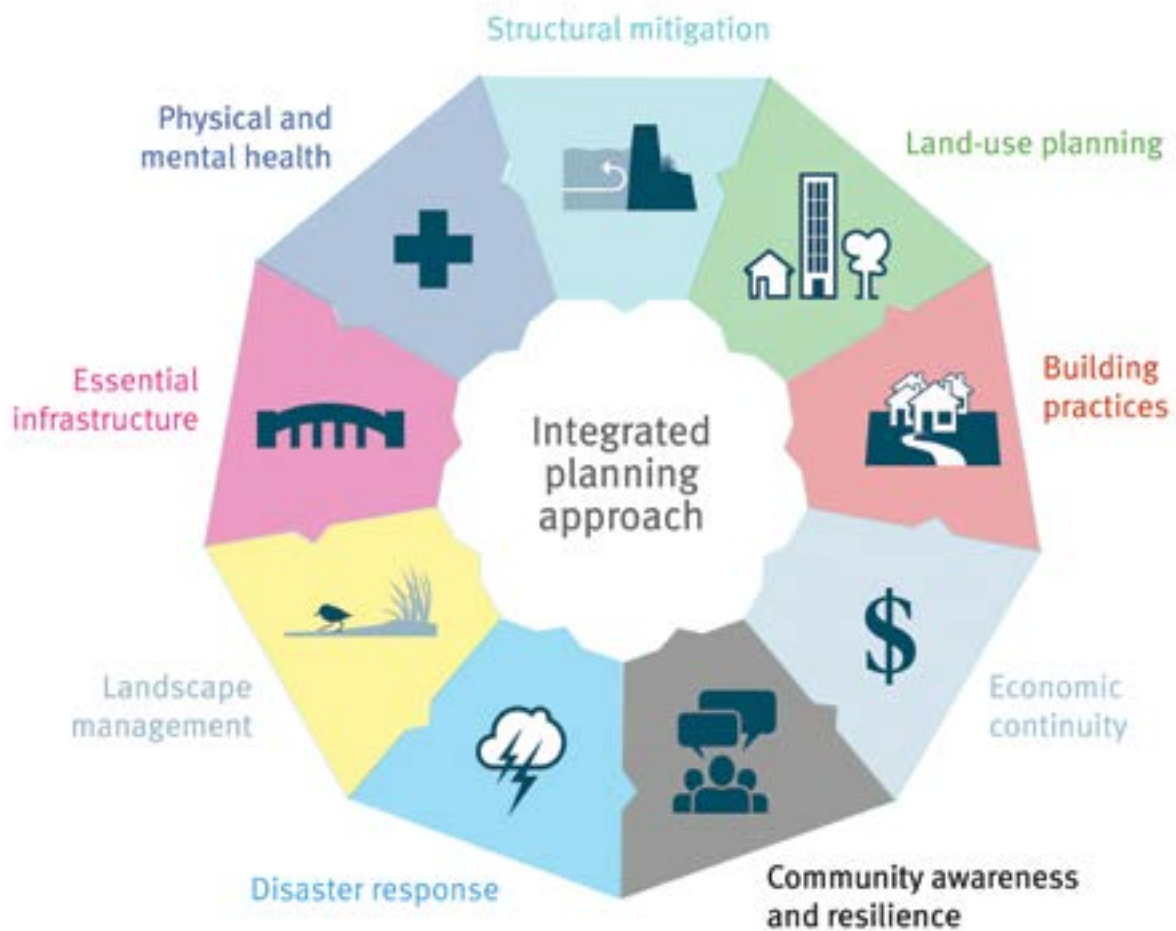 Structural mitigation
Physical and
mental health
Land-use planning
Essential
infrastructure
Building
practices
Integrated
planning
approach
Landscape
management
$
Economic
continuity
Disaster response
Community awareness
and resilience